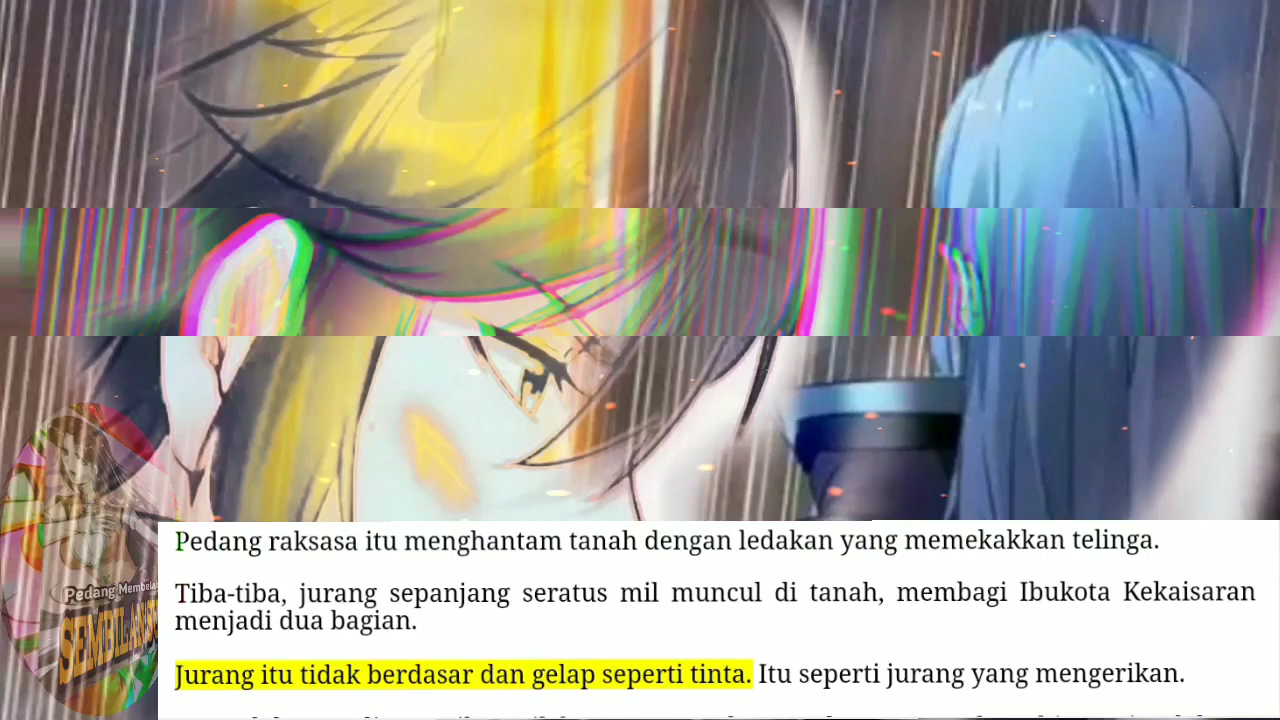 Pedang raksasa itu menghantam tanah dengan ledakan yang memekakkan telinga.
Tiba-tiba, jurang sepanjang seratus mil muncul di tanah, membagi Ibukota Kekaisaran
menjadi dua bagian.
Pedang
SEMBILAN
Jurang itu tidak berdasar dan gelap seperti tinta. Itu seperti jurang yang mengerikan.